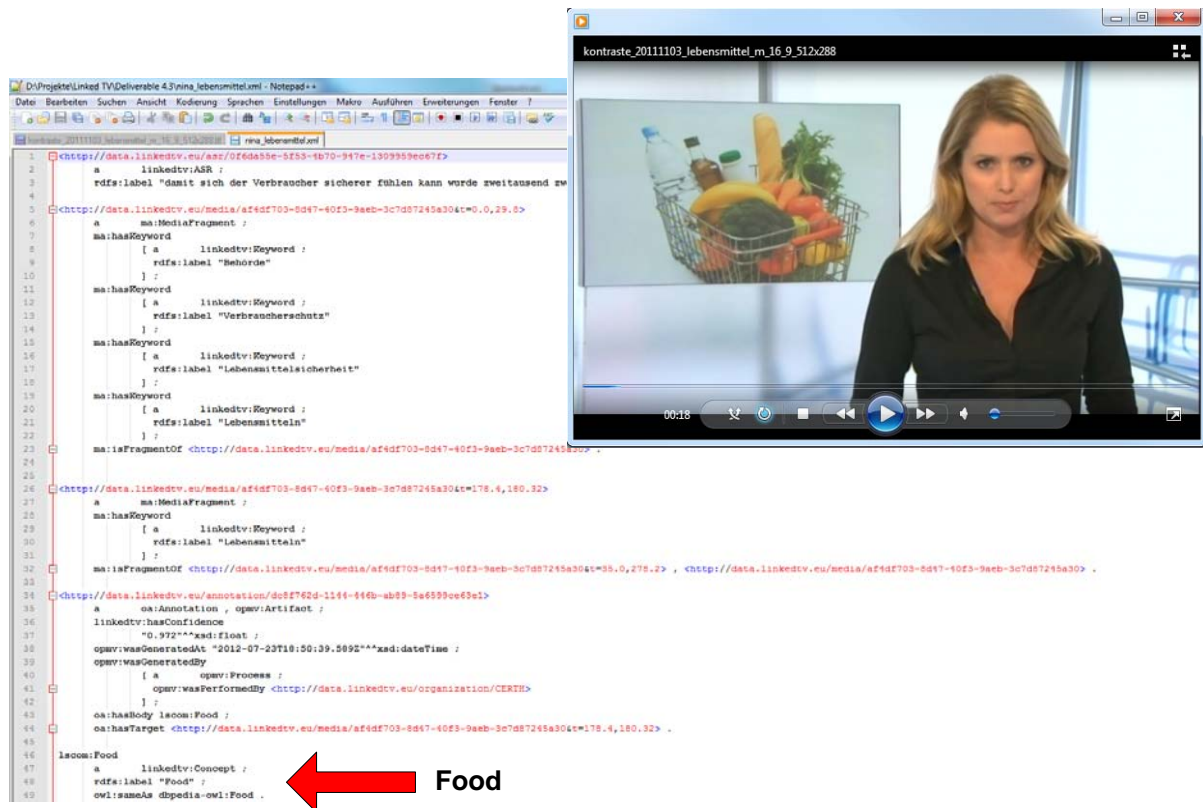 kontraste_20111103_lebensmittel_m_16_9_512x288
00:18
D:\Projekte\Linked TV\Deliverable 4.3\nina_lebensmittel.xml - Notepad++
Datei Bearbeiten Suchen Ansicht Kodierung Sprachen Einstellungen Makro Ausführen Erweiterungen Fenster ?
kontraste_20111103_lebensmittel_m_16_9_512x288 nina_lebensmittel.xml
1 <http://data.linkedtv.eu/asr/0f6da55e-5f53-4b70-947e-1309959ec67f>
2 a linkedtv:ASR ;
3 rdfs:label "damit sich der Verbraucher sicherer fühlen kann wurde zweitausend
4
5 <http://data.linkedtv.eu/media/af4df703-8d47-40f3-9aeb-3c7d87245a30&t=0.0,29.8>
6 a ma:MediaFragment ;
7 ma:hasKeyword
8 [ a linkedtv:Keyword ;
9 rdfs:label "Behörde"
10 ] ;
11 ma:hasKeyword
12 [ a linkedtv:Keyword ;
13 rdfs:label "Verbraucherschutz"
14 ] ;
15 ma:hasKeyword
16 [ a linkedtv:Keyword ;
17 rdfs:label "Lebensmittelsicherheit"
18 ] ;
19 ma:hasKeyword
20 [ a linkedtv:Keyword ;
21 rdfs:label "Lebensmitteln"
22 ] ;
23 ma:isFragmentOf <http://data.linkedtv.eu/media/af4df703-8d47-40f3-9aeb-3c7d87245a30> .
24
25
26 <http://data.linkedtv.eu/media/af4df703-8d47-40f3-9aeb-3c7d87245a30&t=178.4,180.32>
27 a ma:MediaFragment ;
28 ma:hasKeyword
29 [ a linkedtv:Keyword ;
30 rdfs:label "Lebensmitteln"
31 ] ;
32 ma:isFragmentOf <http://data.linkedtv.eu/media/af4df703-8d47-40f3-9aeb-3c7d87245a30&t=35.0,278.2> , <http://data.linkedtv.eu/media/af4df703-8d47-40f3-9aeb-3c7d87245a30> .
33
34 <http://data.linkedtv.eu/annotation/dc8f762d-1144-446b-ab89-5a6599ce63e1>
35 a oa:Annotation , opmv:Artifact ;
36 linkedtv:hasConfidence
37 "0.972"^^xsd:float ;
38 opmv:wasGeneratedAt "2012-07-23T18:50:39.589Z"^^xsd:dateTime ;
39 opmv:wasGeneratedBy
40 [ a opmv:Process ;
41 opmv:wasPerformedBy <http://data.linkedtv.eu/organization/CERTH>
42 ] ;
43 oa:hasBody lscom:Food ;
44 oa:hasTarget <http://data.linkedtv.eu/media/af4df703-8d47-40f3-9aeb-3c7d87245a30&t=178.4,180.32> .
45
46 lscom:Food
47 a linkedtv:Concept ;
48 rdfs:label "Food" ;
49 owl:sameAs dbpedia-owl:Food .
Food